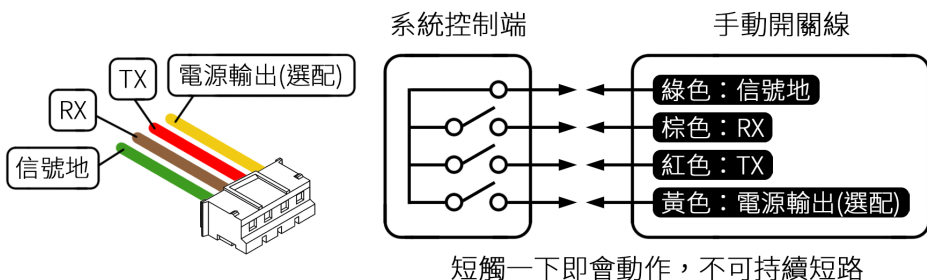 系統控制端
手動開關線
電源輸出(選配)
TX
RX
信號地
綠色：信號地
棕色：RX
紅色：TX
黃色：電源輸出(選配)
短觸一下即會動作，不可持續短路